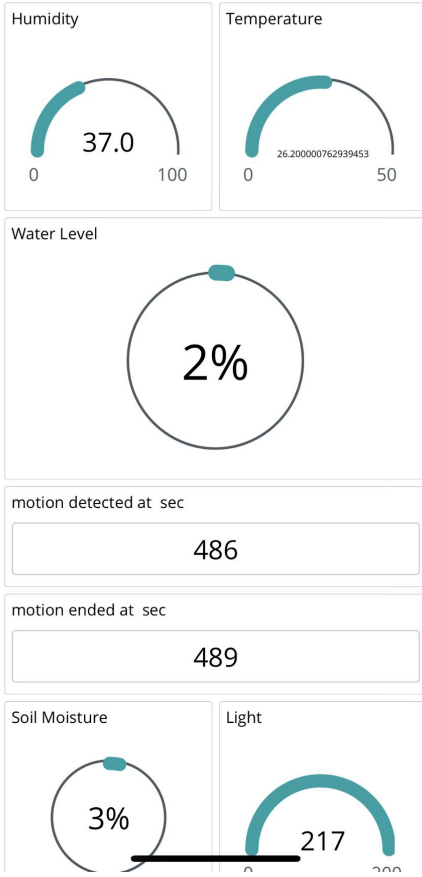 Humidity
37.0
0 100
Temperature
26.200000762939453
0 50
Water Level
2%
motion detected at  sec
486
motion ended at  sec
489
Soil Moisture
3%
Light
217